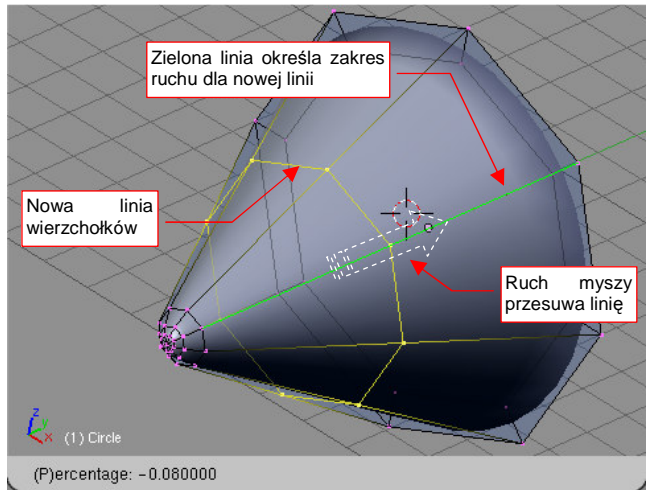 Zielona linia określa zakres
ruchu dla nowej linii
Nowa linia
wierzchołków
Ruch myszy
przesuwa linię
z
y
x
(1) Circle
(P)ercentage: -0.080000